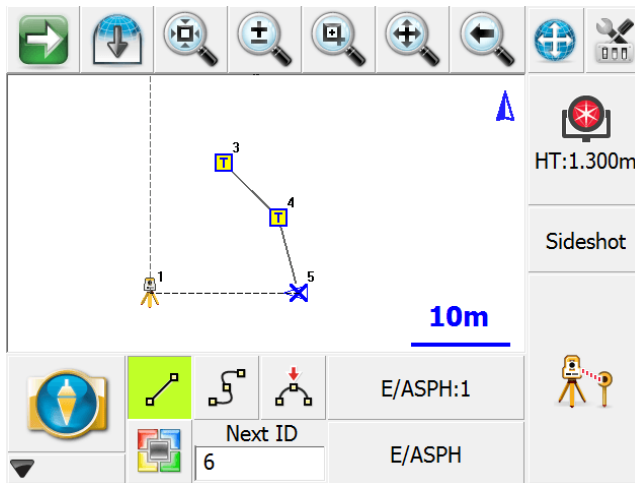 3
T
HT:1.300m
4
T
Sideshot
1
5
10m
E/ASPH:1
Next ID
6
E/ASPH